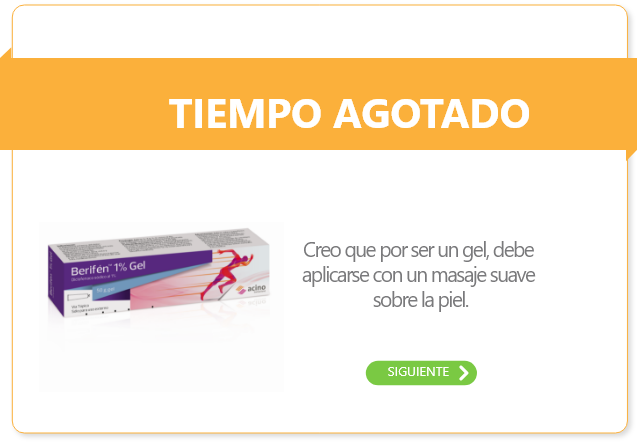 TIEMPO AGOTADO
Creo que por ser un gel, debe
aplicarse con un masaje suave
sobre la piel.
Berifén™ 1% Gel
acino
SIGUIENTE